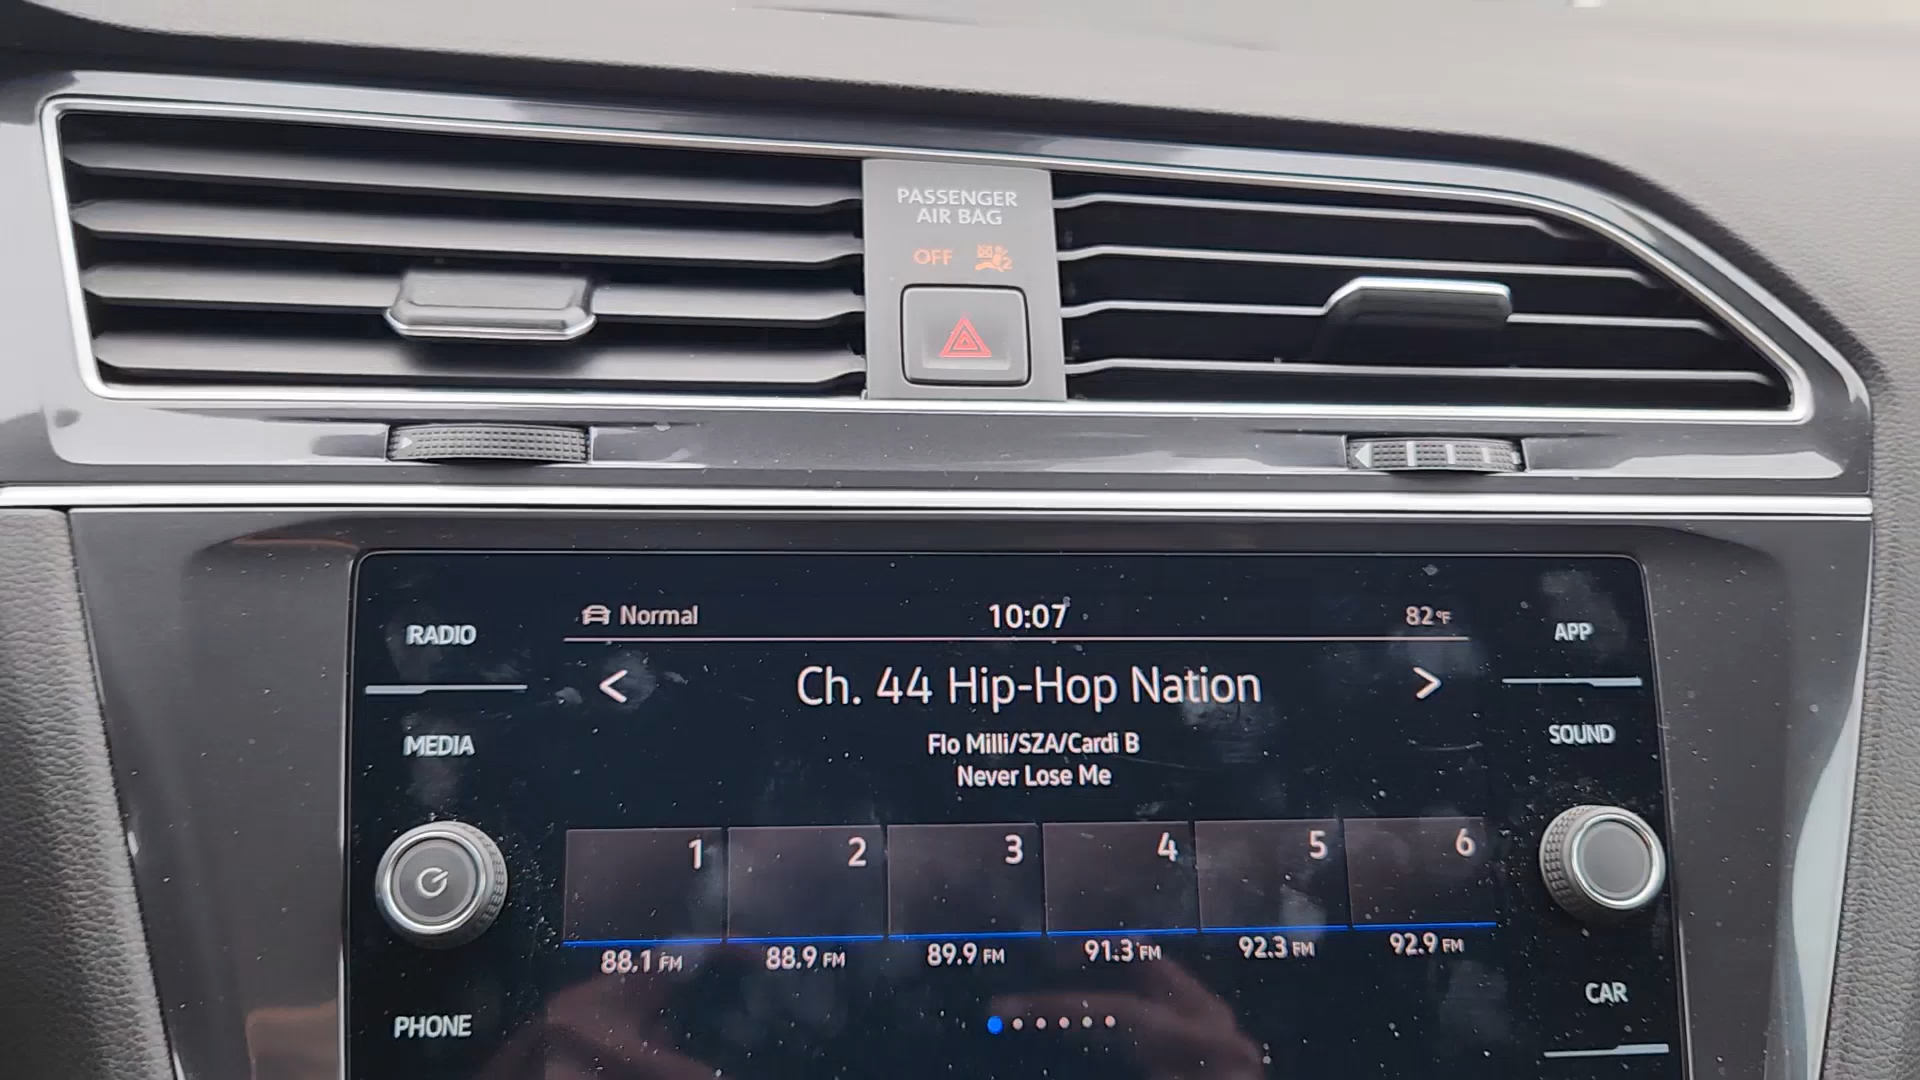 PASSENGER
AIR BAG
OFF
2
RADIO
Normal
10:07
82°F
APP
< Ch. 44 Hip-Hop Nation >
MEDIA
Flo Milli/SZA/Cardi B
SOUND
Never Lose Me
1 2 3 4 5 6
88.1 FM 88.9 FM 89.9 FM 91.3 FM 92.3 FM 92.9 FM
PHONE
CAR